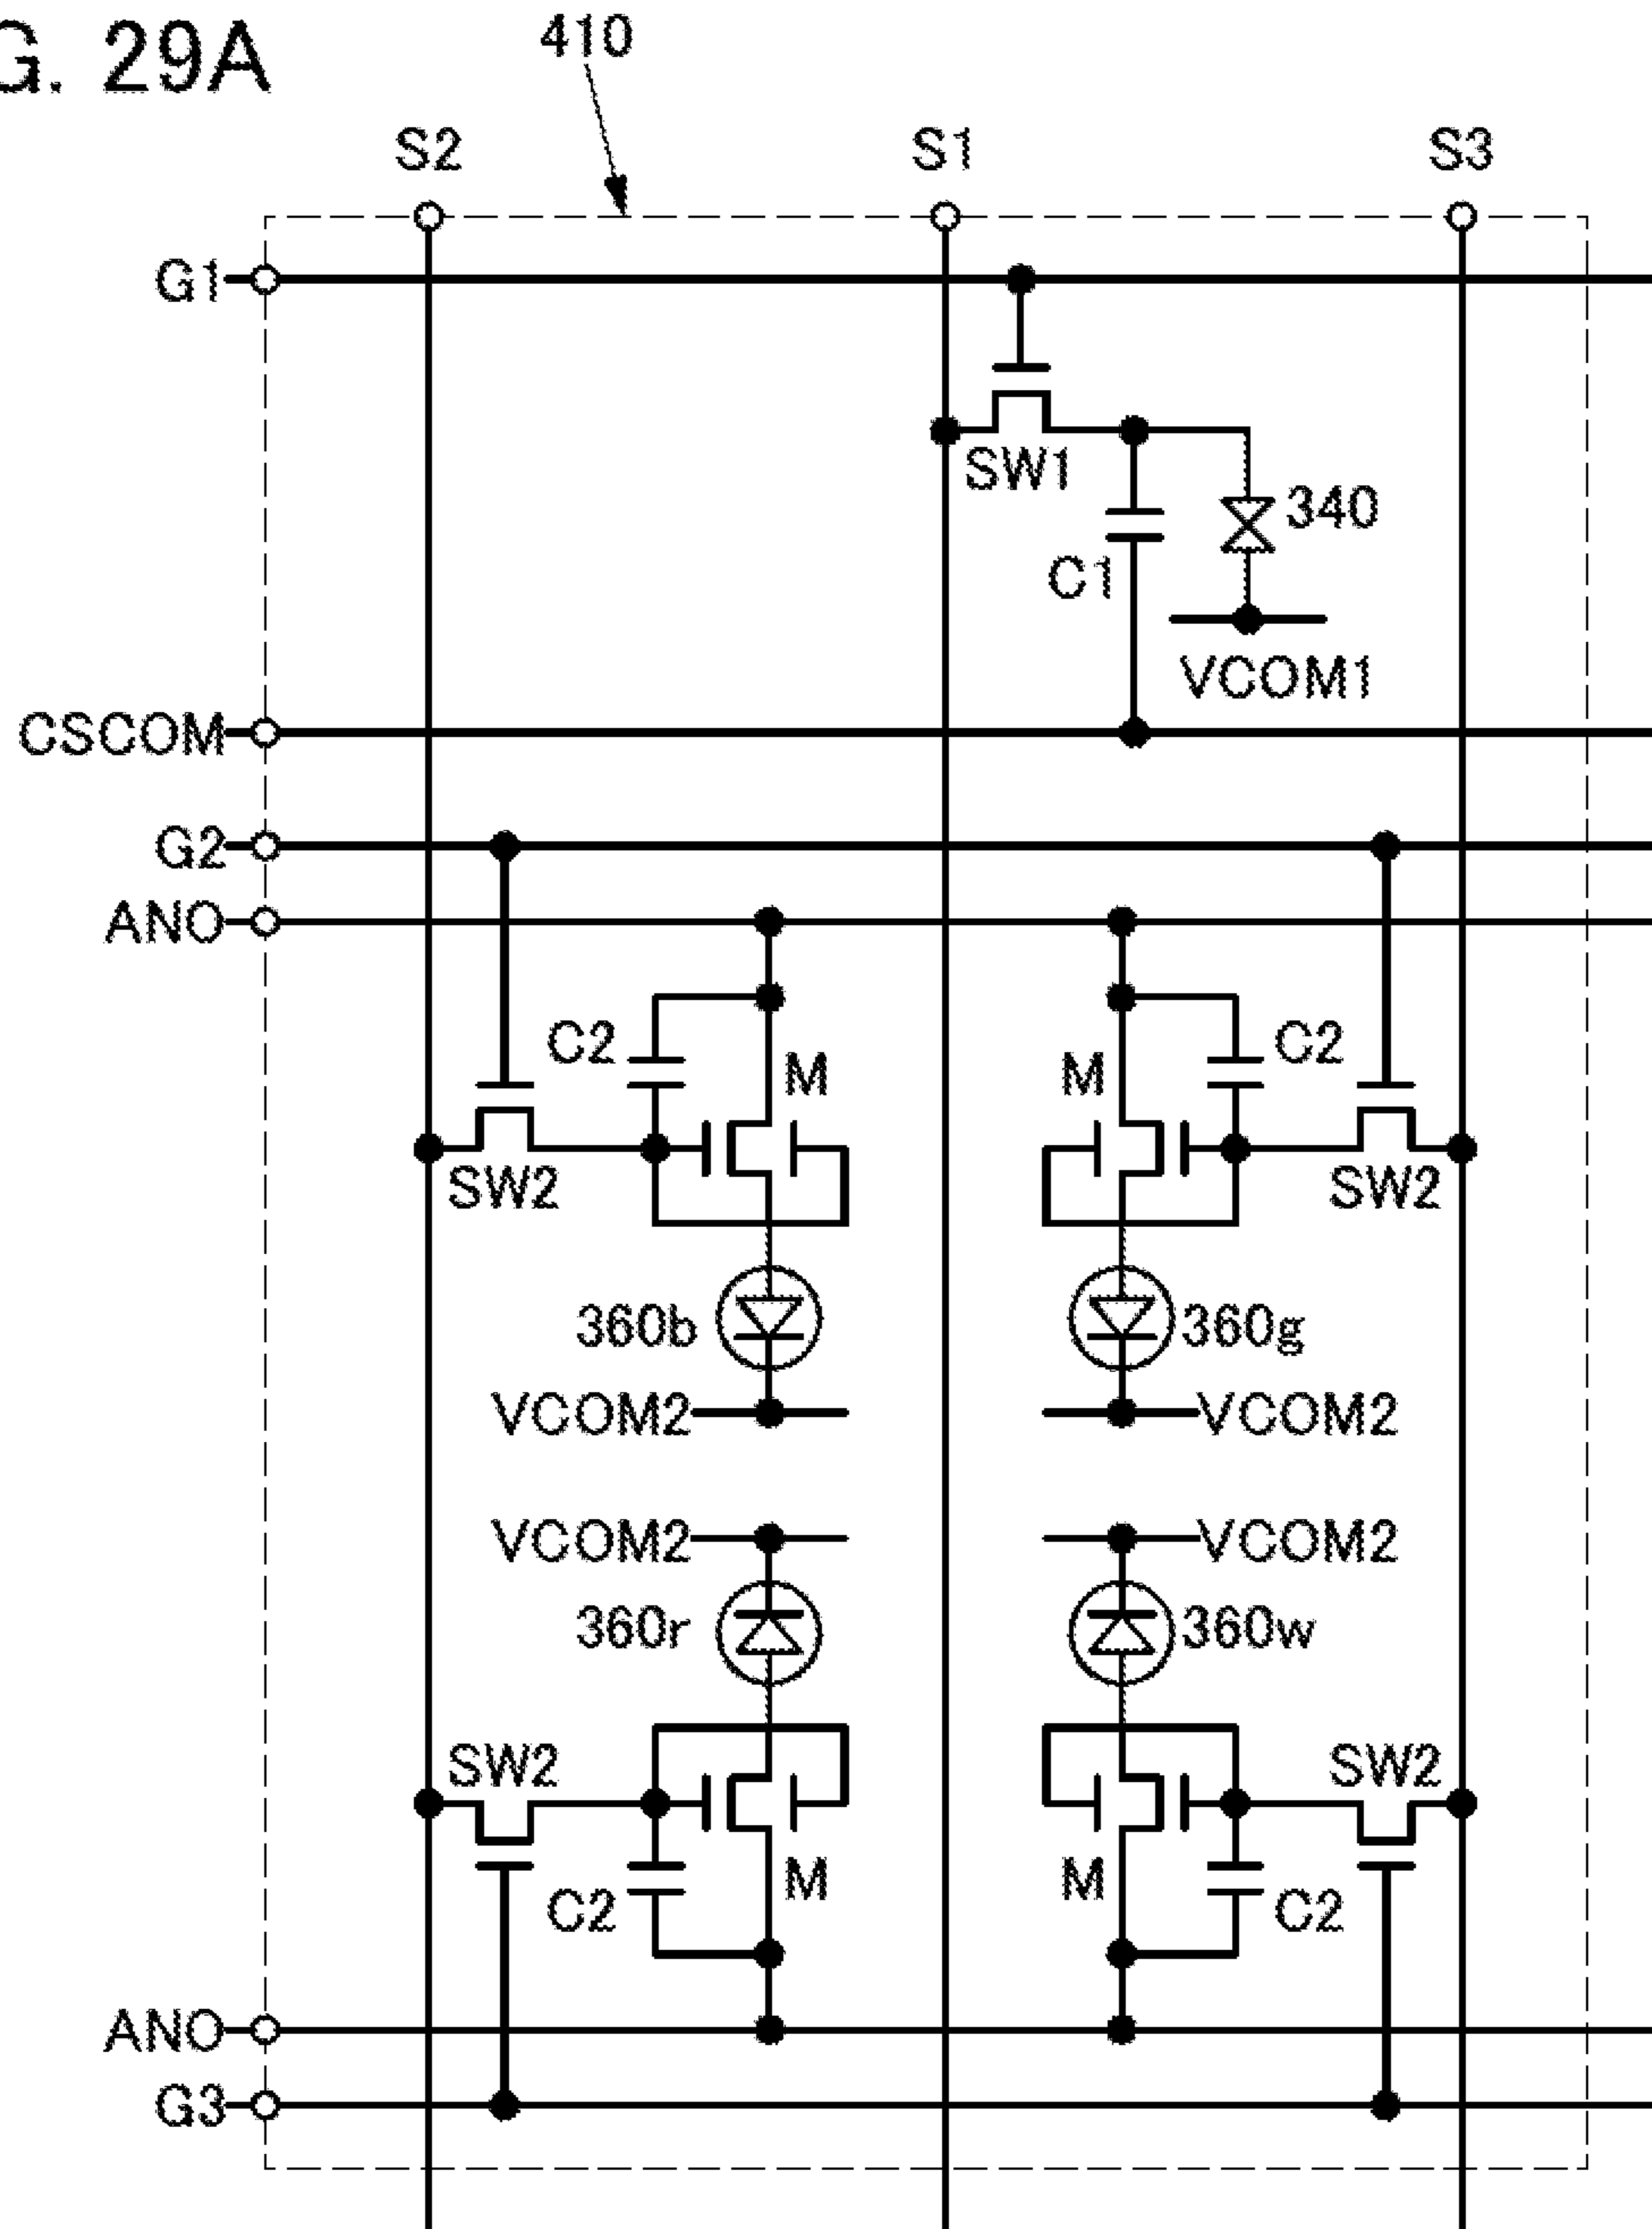 G. 29A
410
S2 S1 S3
G1
SW1
340
C1
VCOM1
CSCOM
G2
ANO
C2 M M C2
SW2 SW2
360b 360g
VCOM2 VCOM2
VCOM2 VCOM2
360r 360w
SW2 SW2
C2 M M C2
ANO
G3